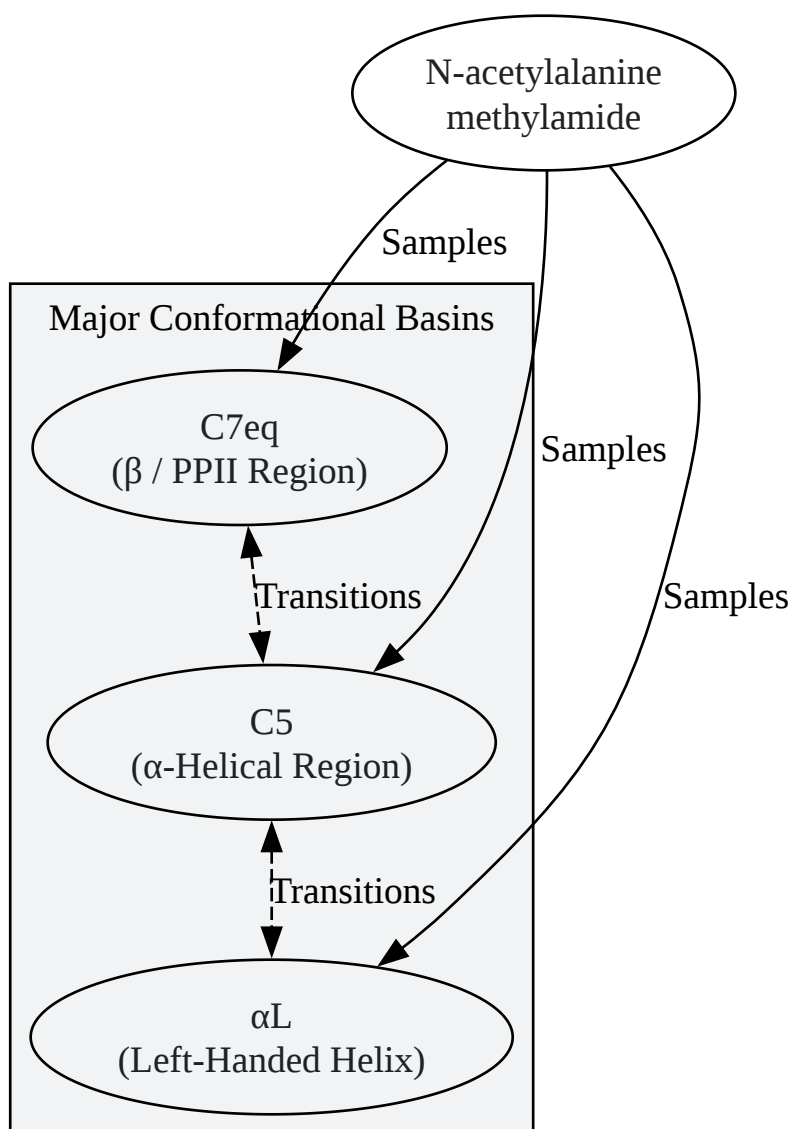 N-acetylalanine
methylamide
Samples
Major Conformational Basins
C7eq
(β / PPII Region)
Samples
Transitions
Samples
C5
(α-Helical Region)
Transitions
αL
(Left-Handed Helix)